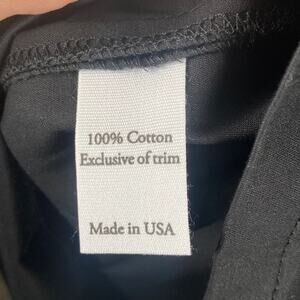 100% Cotton
Exclusive of trim
Made in USA